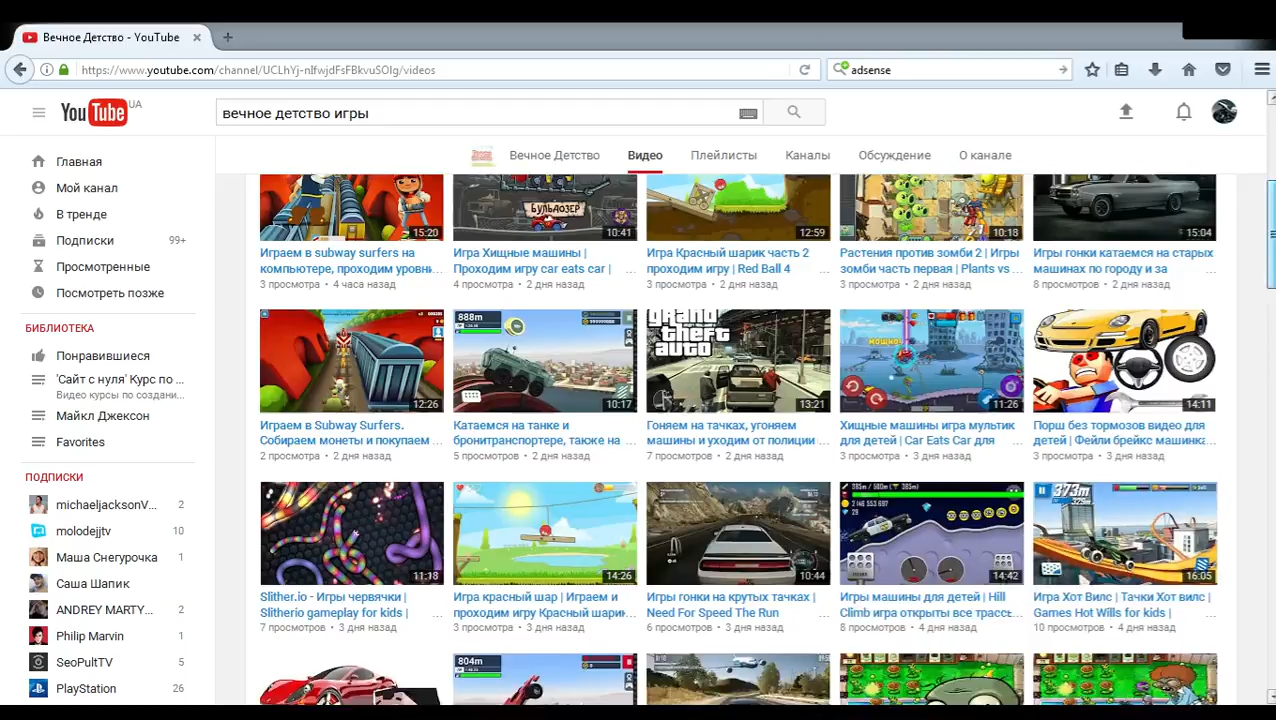 Вечное Детство - YouTube
https://www.youtube.com/channel/UCLhYj-nIfwjdFsFBkvuSOIg/videos
adsense
YouTube UA
вечное детство игры
Вечное Детство
Видео
Плейлисты
Каналы
Обсуждение
О канале
Главная
Мой канал
В тренде
Подписки 99+
Просмотренные
Посмотреть позже
БИБЛИОТЕКА
Понравившиеся
'Сайт с нуля' Курс по ...
Видео курсы по создани...
Майкл Джексон
Favorites
ПОДПИСКИ
michaeljacksonV... 2
molodejjtv 10
Маша Снегурочка 1
Саша Шапик
ANDREY MARTY... 2
Philip Marvin 1
SeoPultTV 5
PlayStation 26
15:20
Играем в subway surfers на
компьютере, проходим уровни
3 просмотра • 4 часа назад
БУЛЬДОЗЕР
10:41
Игра Хищные машины |
Проходим игру car eats car |
4 просмотра • 2 дня назад
12:59
Игра Красный шарик часть 2
проходим игру | Red Ball 4
3 просмотра • 2 дня назад
10:18
Растения против зомби 2 | Игры
зомби часть первая | Plants vs
3 просмотра • 2 дня назад
15:04
Игры гонки катаемся на старых
машинах по городу и за
8 просмотров • 2 дня назад
12:26
Играем в Subway Surfers.
Собираем монеты и покупаем
2 просмотра • 2 дня назад
888m
10:17
Катаемся на танке и
бронитранспортере, также на
5 просмотров • 2 дня назад
grand
theft
auto
13:21
Гоняем на тачках, угоняем
машины и уходим от полиции
7 просмотров • 2 дня назад
МОЩНО
11:26
Хищные машины игра мультик
для детей | Car Eats Car для
3 просмотра • 3 дня назад
14:11
Порш без тормозов видео для
детей | Фейли брейкс машинка
3 просмотра • 3 дня назад
11:18
Slither.io - Игры червячки |
Slitherio gameplay for kids |
7 просмотров • 3 дня назад
14:26
Игра красный шар | Играем и
проходим игру Красный шарик
3 просмотра • 3 дня назад
10:44
Игры гонки на крутых тачках |
Need For Speed The Run
6 просмотров • 3 дня назад
14:42
Игры машины для детей | Hill
Climb игра открыты все трассы
8 просмотров • 4 дня назад
373m
16:05
Игра Хот Вилс | Тачки Хот вилс |
Games Hot Wills for kids |
10 просмотров • 4 дня назад
804m